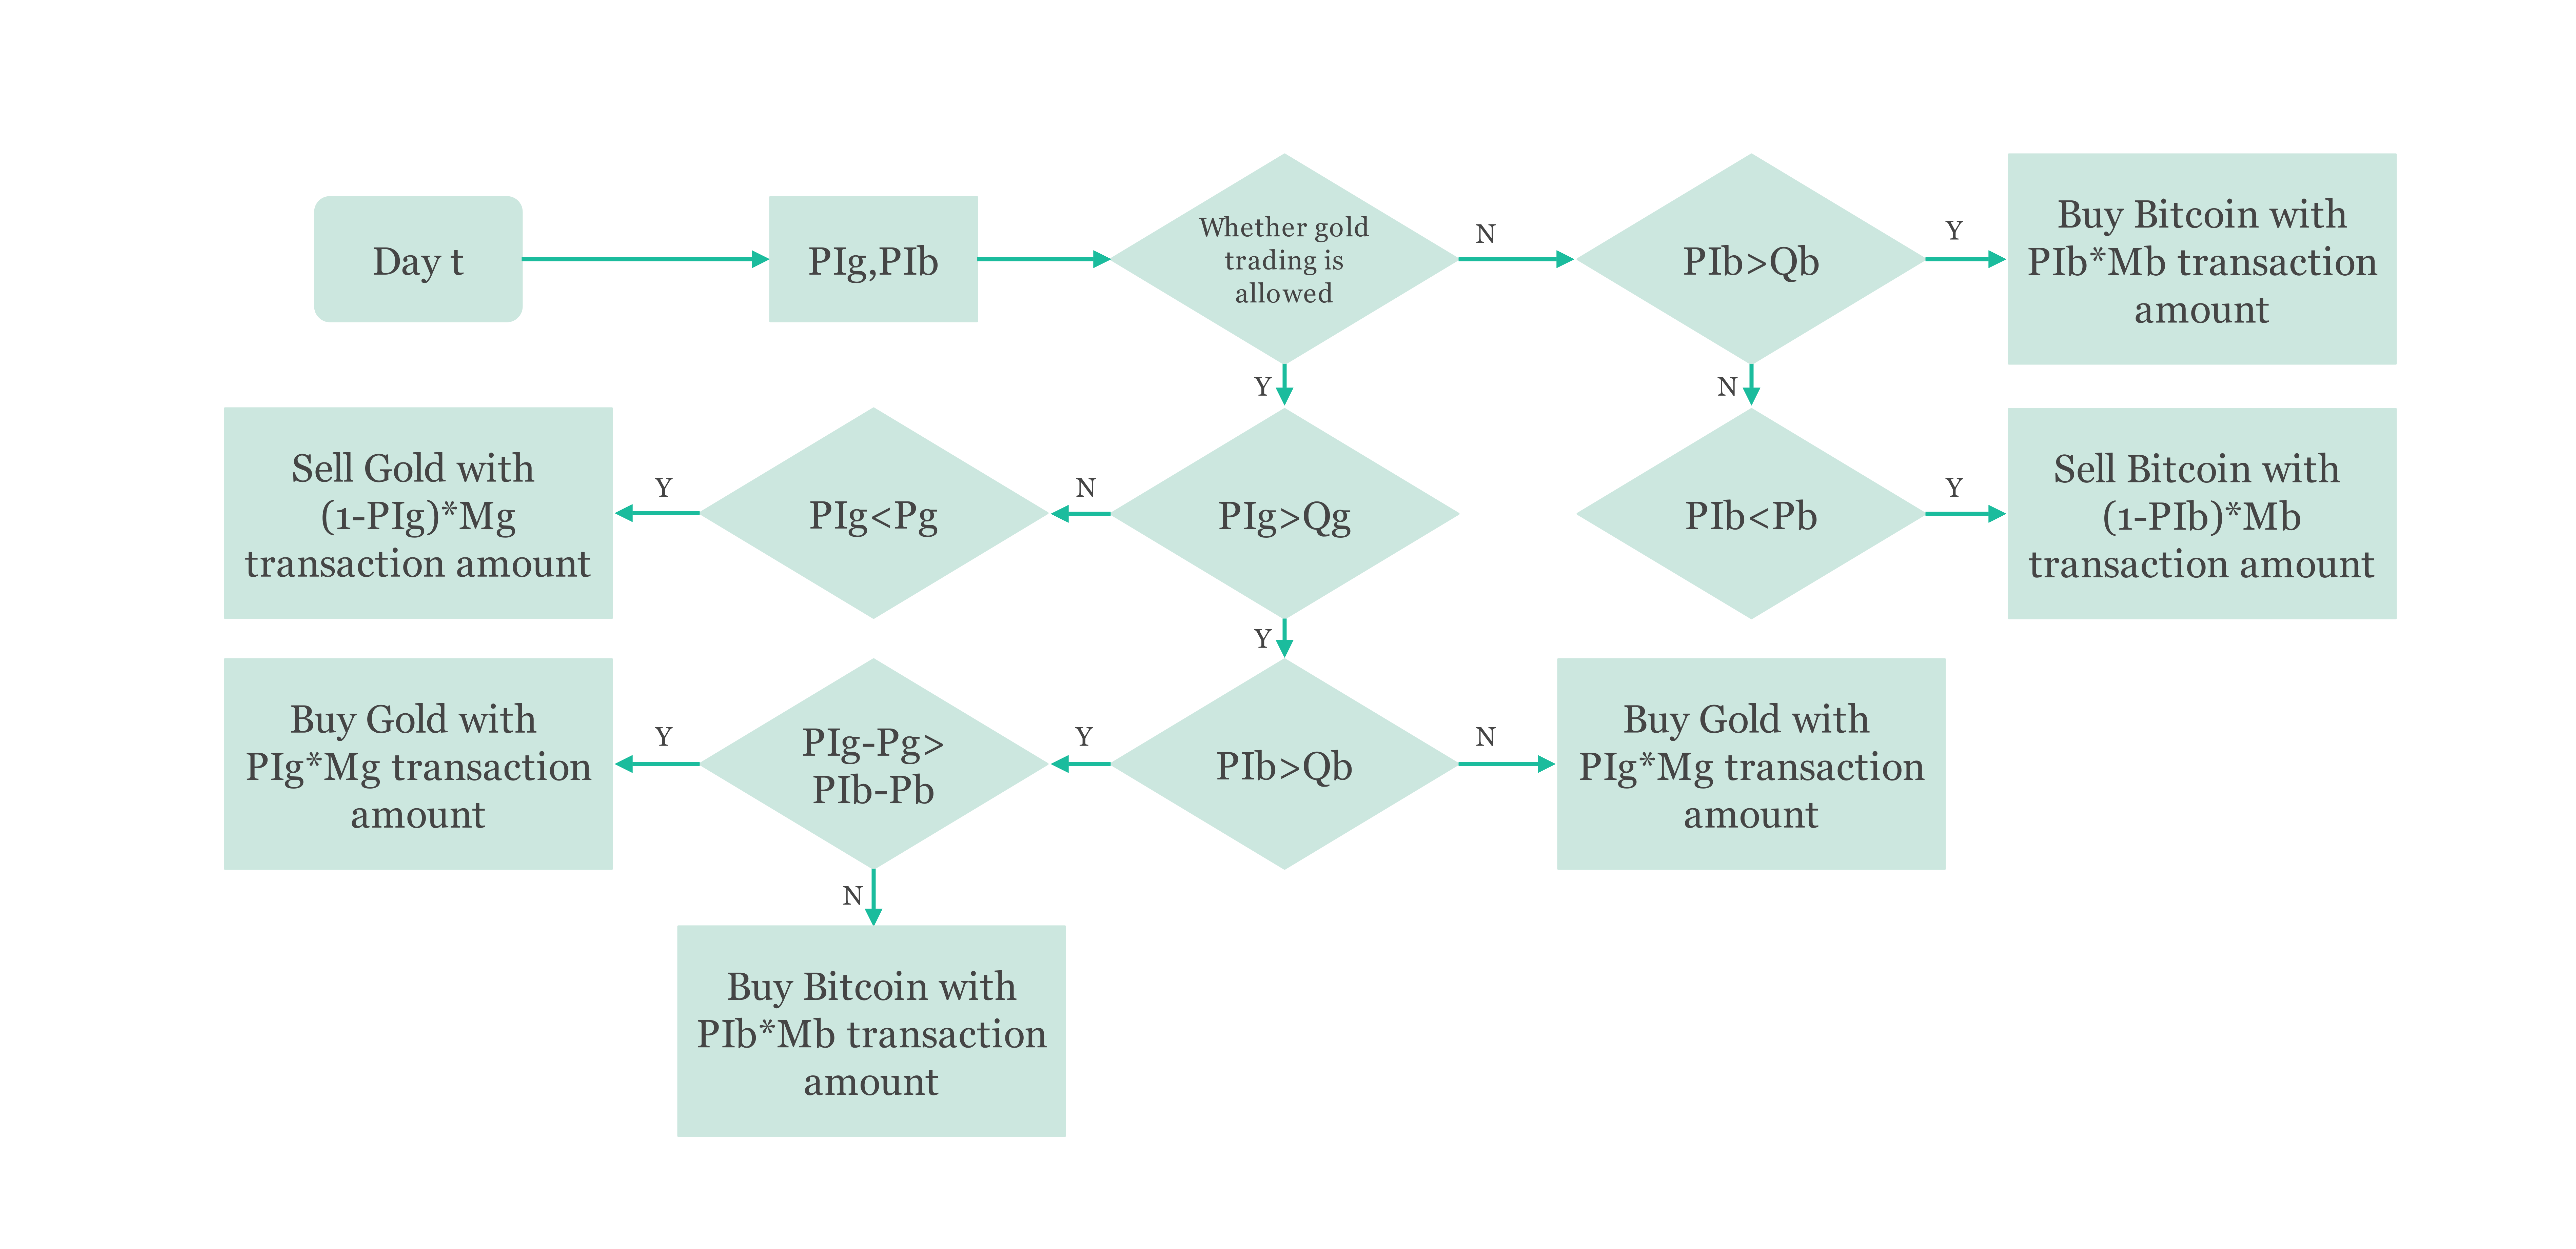 Day t
PIg,PIb
Whether gold
trading is
allowed
N
PIb>Qb
Y
Buy Bitcoin with
PIb*Mb transaction
amount
Y
N
Sell Gold with
(1-PIg)*Mg
transaction amount
Y
PIg<Pg
N
PIg>Qg
PIb<Pb
Y
Sell Bitcoin with
(1-PIb)*Mb
transaction amount
Y
Buy Gold with
PIg*Mg transaction
amount
Y
PIg-Pg>
PIb-Pb
Y
PIb>Qb
N
Buy Gold with
PIg*Mg transaction
amount
N
Buy Bitcoin with
PIb*Mb transaction
amount